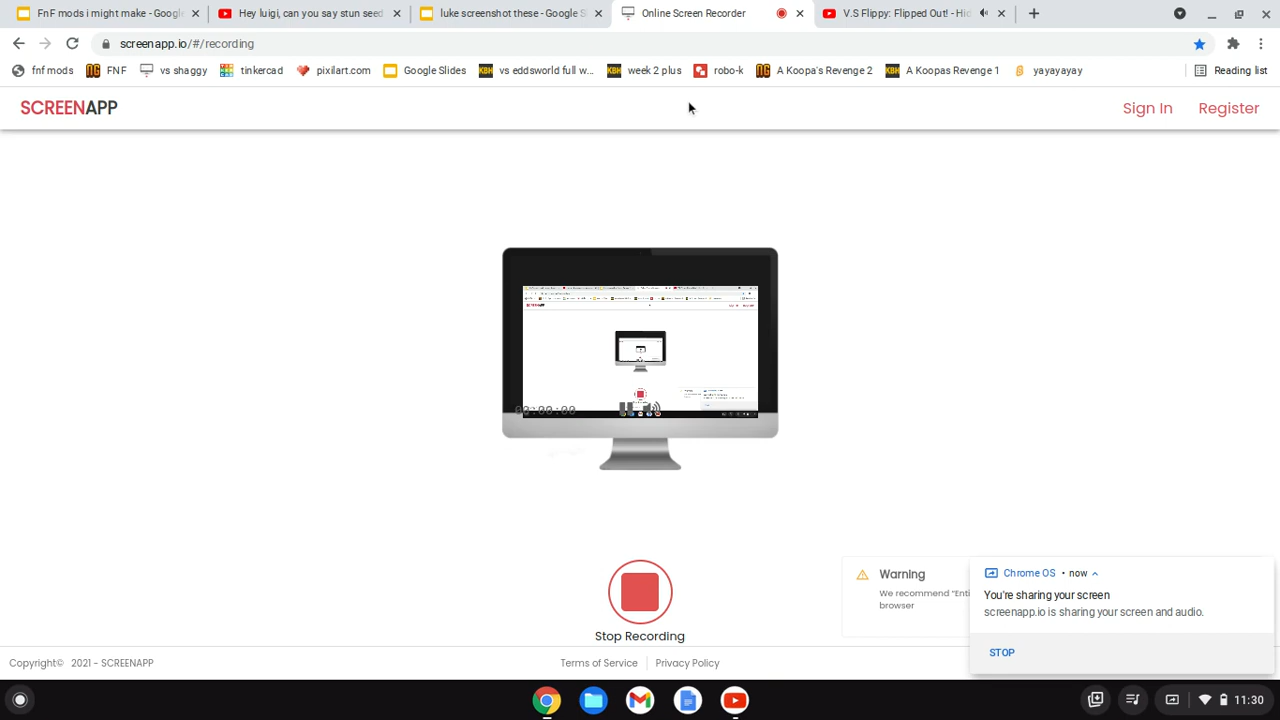 FnF mods i might make - Googl
Hey luigi, can you say stun seed
luke screenshot these - Google S
Online Screen Recorder
V.S Flippy: Flipped Out! - Hid
screenapp.io/#/recording
fnf mods
FNF
vs shaggy
tinkercad
pixilart.com
Google Slides
vs eddsworld full w...
week 2 plus
robo-k
A Koopa's Revenge 2
A Koopas Revenge 1
yayayayay
Reading list
SCREENAPP
Sign In
Register
00:00:00
Stop Recording
Warning
We recommend "Enti
browser
Chrome OS • now
You're sharing your screen
screenapp.io is sharing your screen and audio.
STOP
Copyright© 2021 - SCREENAPP
Terms of Service
Privacy Policy
11:30